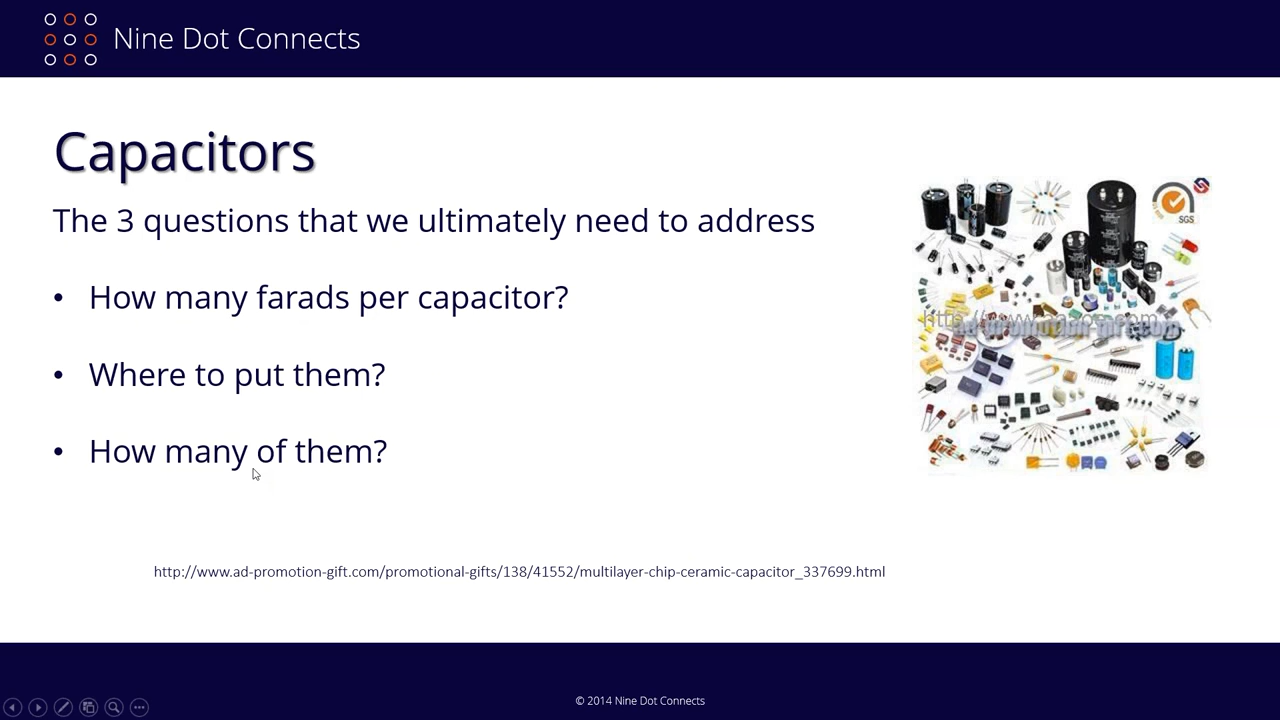 Nine Dot Connects
Capacitors
The 3 questions that we ultimately need to address
• How many farads per capacitor?
• Where to put them?
• How many of them?
SGS
http://www.ad-promotion-gift.com/promotional-gifts/138/41552/multilayer-chip-ceramic-capacitor_337699.html
© 2014 Nine Dot Connects